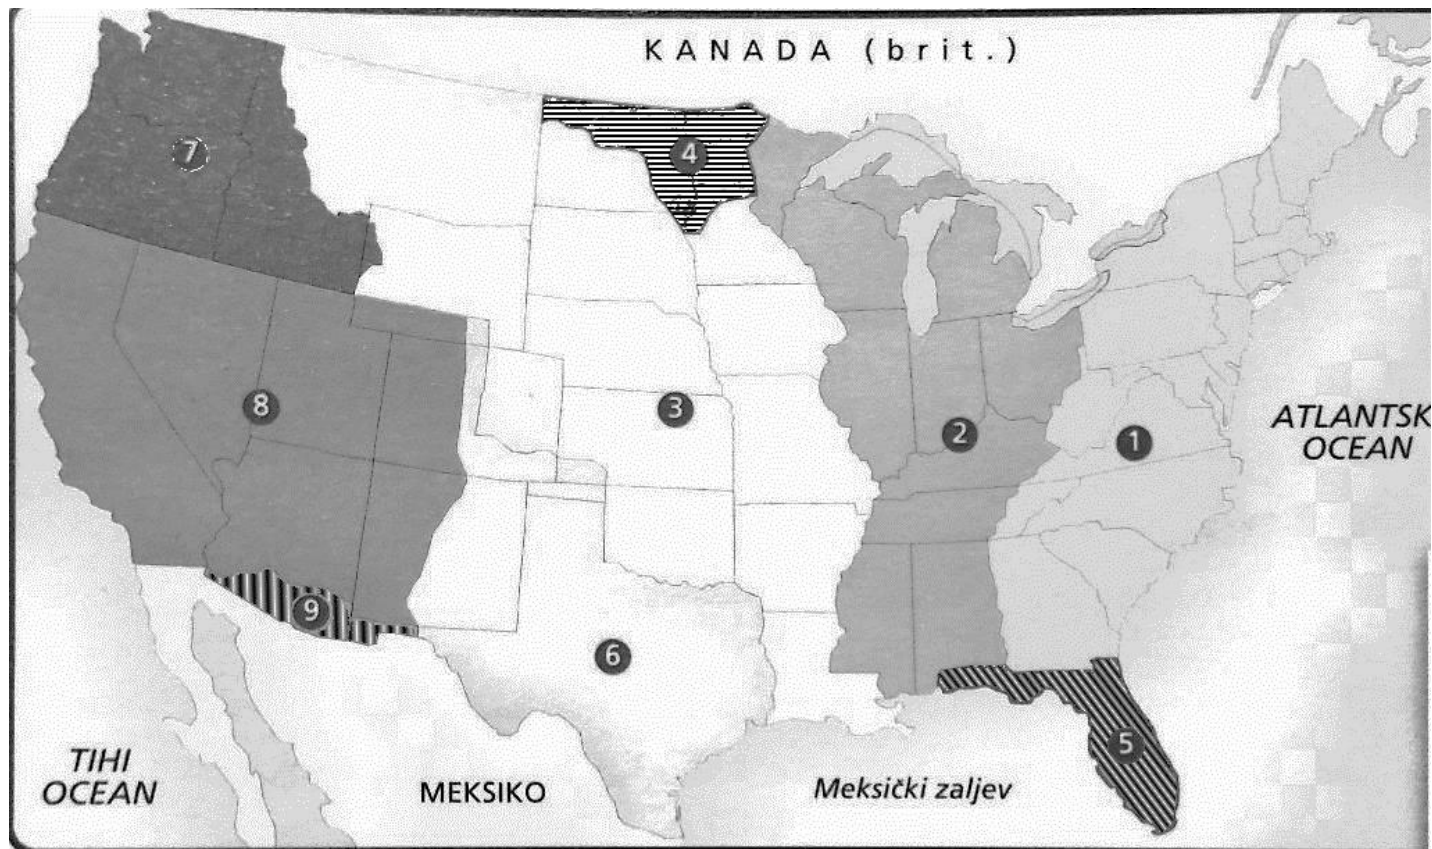 KANADA (brit.)
7
4
8
3
2
1
ATLANTSK
OCEAN
9
6
5
TIHI
OCEAN
MEKSIKO
Meksički zaljev